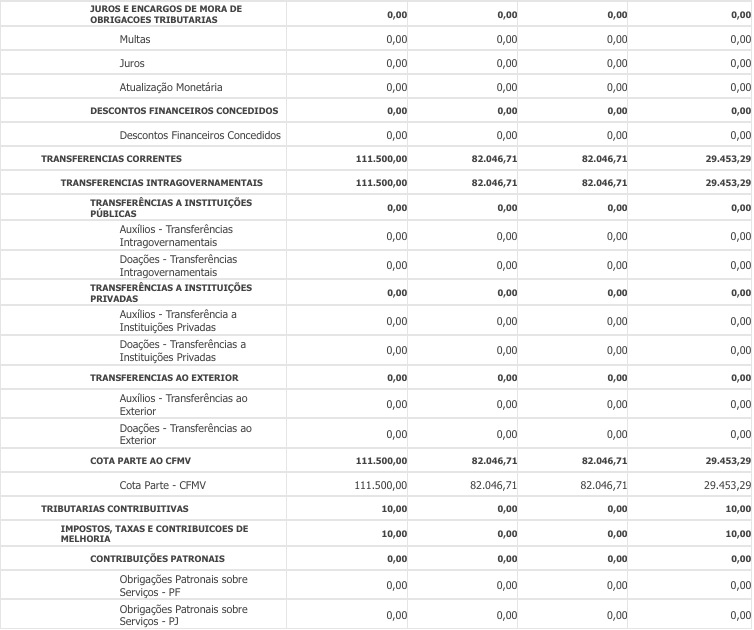 JUROS E ENCARGOS DE MORA DE
OBRIGACOES TRIBUTARIAS 0,00 0,00 0,00 0,00
Multas 0,00 0,00 0,00 0,00
Juros 0,00 0,00 0,00 0,00
Atualização Monetária 0,00 0,00 0,00 0,00
DESCONTOS FINANCEIROS CONCEDIDOS 0,00 0,00 0,00 0,00
Descontos Financeiros Concedidos 0,00 0,00 0,00 0,00
TRANSFERENCIAS CORRENTES 111.500,00 82.046,71 82.046,71 29.453,29
TRANSFERENCIAS INTRAGOVERNAMENTAIS 111.500,00 82.046,71 82.046,71 29.453,29
TRANSFERÊNCIAS A INSTITUIÇÕES
PÚBLICAS 0,00 0,00 0,00 0,00
Auxílios - Transferências
Intragovernamentais 0,00 0,00 0,00 0,00
Doações - Transferências
Intragovernamentais 0,00 0,00 0,00 0,00
TRANSFERÊNCIAS A INSTITUIÇÕES
PRIVADAS 0,00 0,00 0,00 0,00
Auxílios - Transferência a
Instituições Privadas 0,00 0,00 0,00 0,00
Doações - Transferências a
Instituições Privadas 0,00 0,00 0,00 0,00
TRANSFERENCIAS AO EXTERIOR 0,00 0,00 0,00 0,00
Auxílios - Transferências ao
Exterior 0,00 0,00 0,00 0,00
Doações - Transferências ao
Exterior 0,00 0,00 0,00 0,00
COTA PARTE AO CFMV 111.500,00 82.046,71 82.046,71 29.453,29
Cota Parte - CFMV 111.500,00 82.046,71 82.046,71 29.453,29
TRIBUTARIAS CONTRIBUITIVAS 10,00 0,00 0,00 10,00
IMPOSTOS, TAXAS E CONTRIBUICOES DE
MELHORIA 10,00 0,00 0,00 10,00
CONTRIBUIÇÕES PATRONAIS 0,00 0,00 0,00 0,00
Obrigações Patronais sobre
Serviços - PF 0,00 0,00 0,00 0,00
Obrigações Patronais sobre
Serviços - PJ 0,00 0,00 0,00 0,00